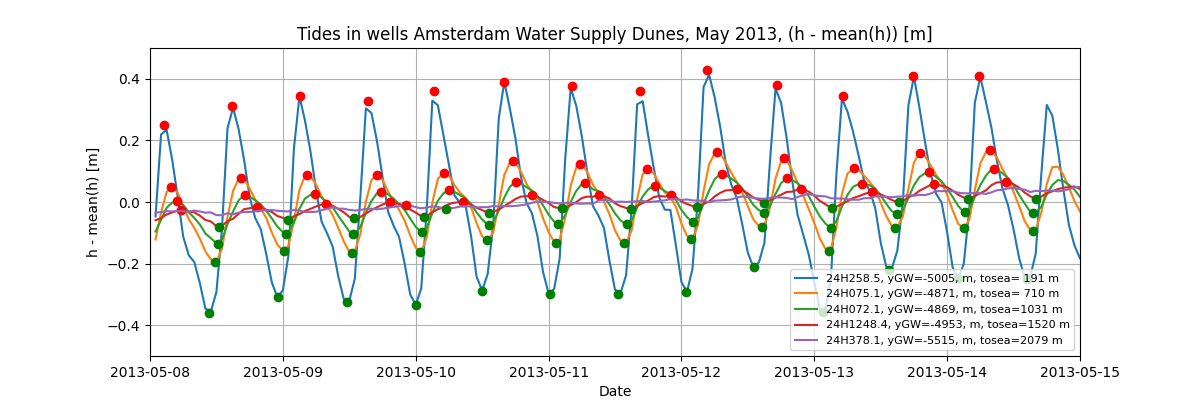 Tides in wells Amsterdam Water Supply Dunes, May 2013, (h - mean(h)) [m]
h - mean(h) [m]
0.4
0.2
0.0
−0.2
−0.4
24H258.5, yGW=-5005, m, tosea= 191 m
24H075.1, yGW=-4871, m, tosea= 710 m
24H072.1, yGW=-4869, m, tosea=1031 m
24H1248.4, yGW=-4953, m, tosea=1520 m
24H378.1, yGW=-5515, m, tosea=2079 m
2013-05-08 2013-05-09 2013-05-10 2013-05-11 2013-05-12 2013-05-13 2013-05-14 2013-05-15
Date